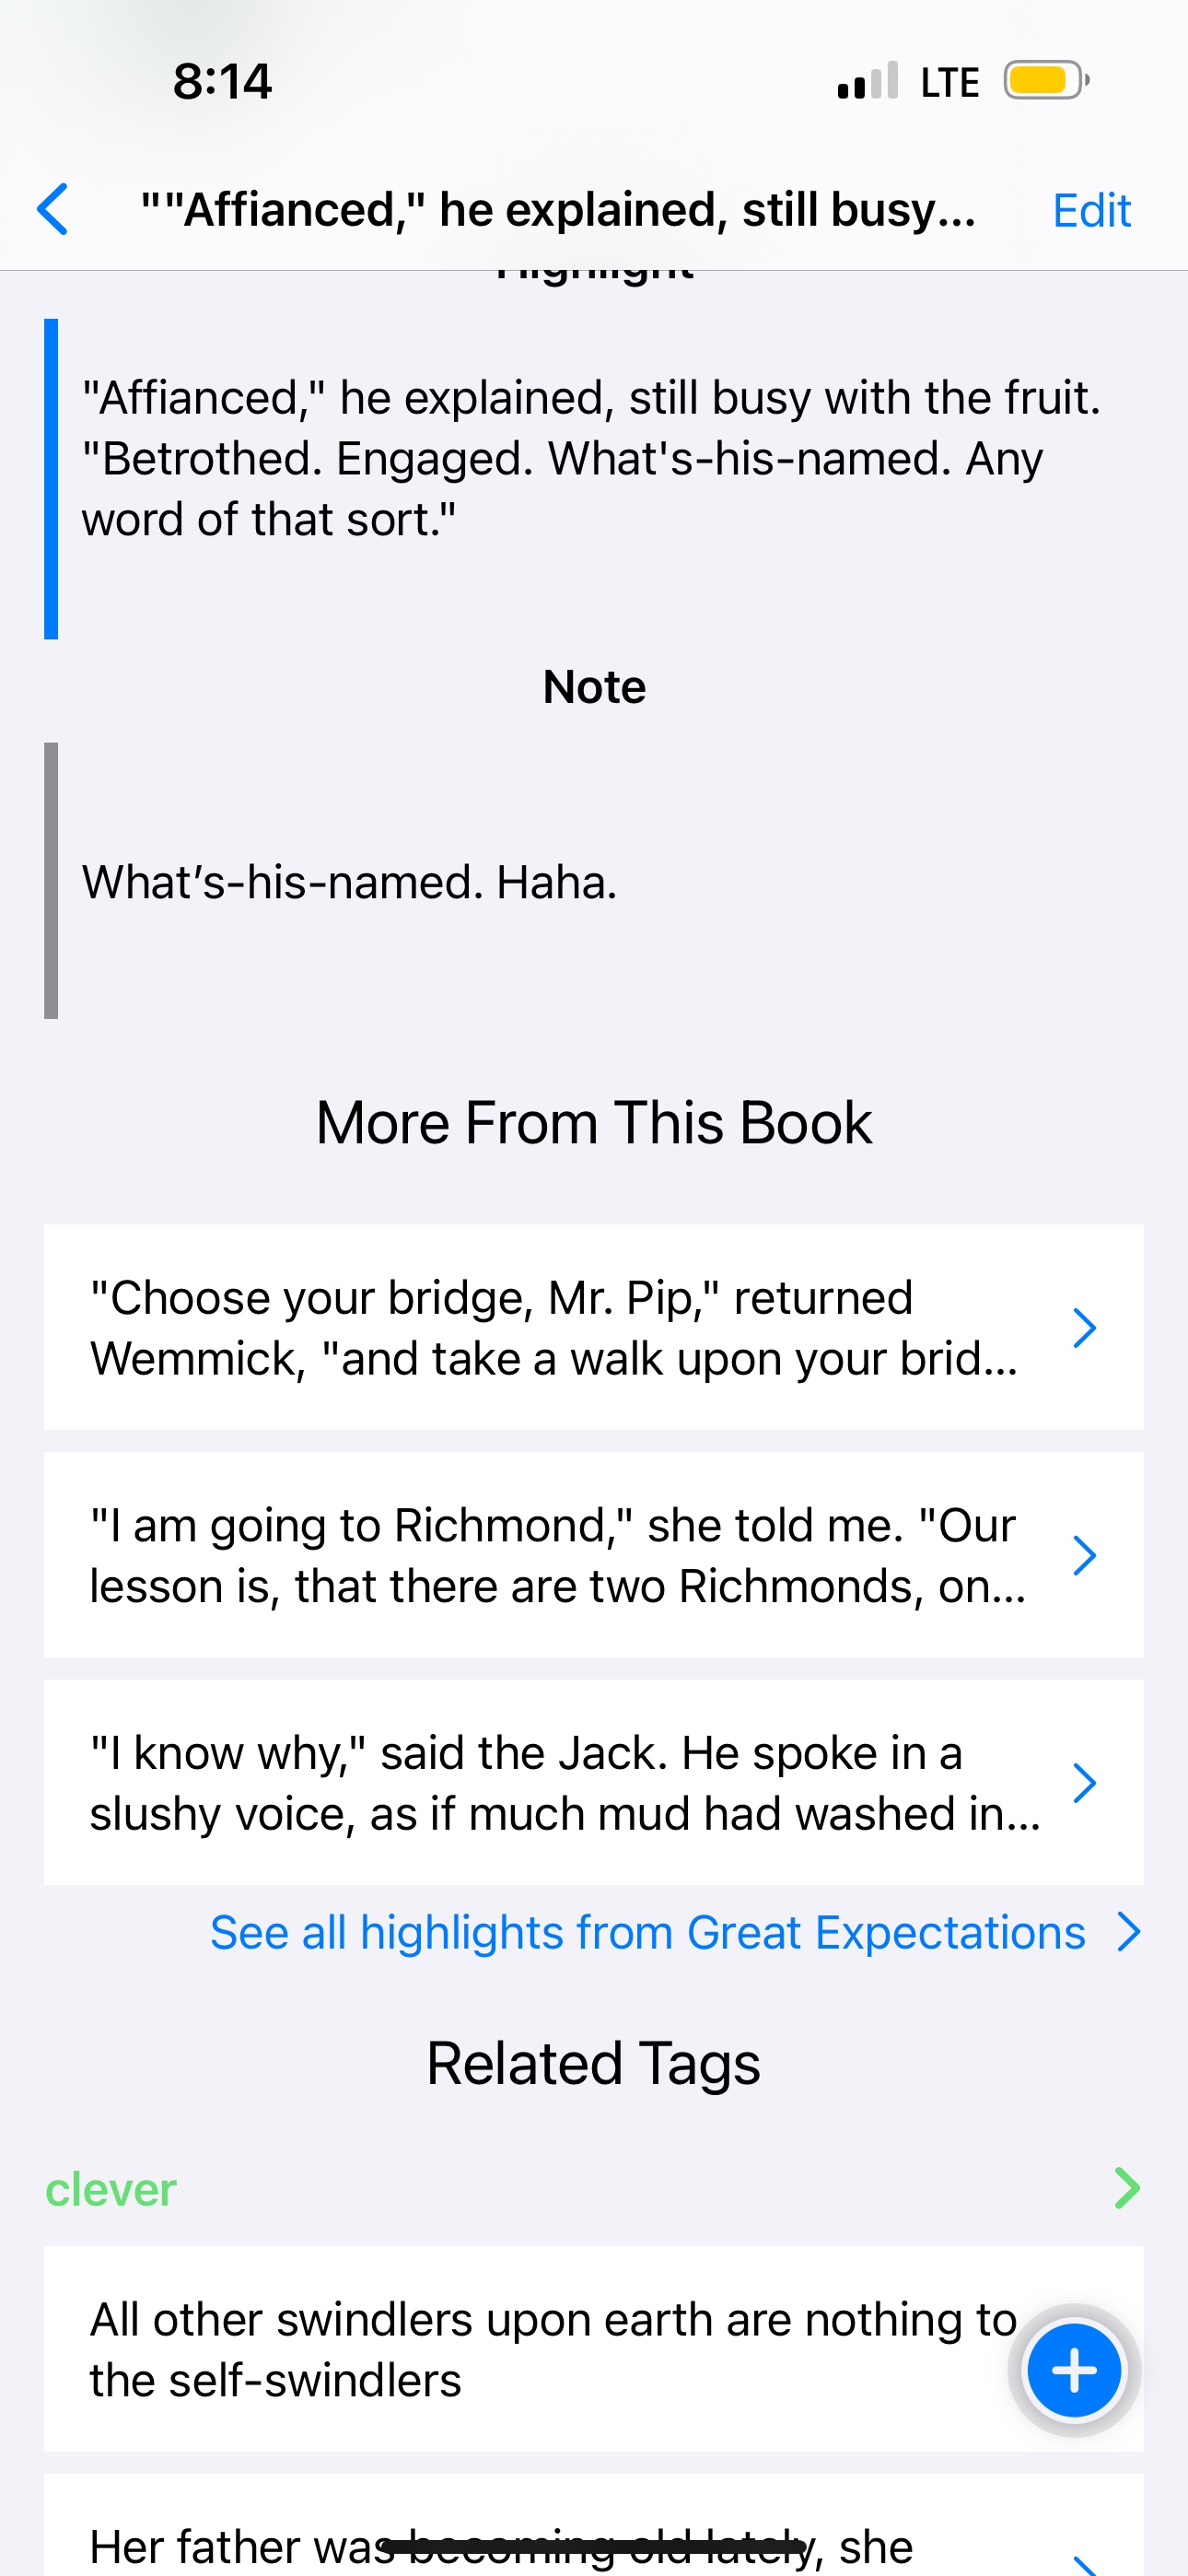 8:14
LTE
""Affianced," he explained, still busy...
Edit
Highlight
"Affianced," he explained, still busy with the fruit.
"Betrothed. Engaged. What's-his-named. Any
word of that sort."
Note
What’s-his-named. Haha.
More From This Book
"Choose your bridge, Mr. Pip," returned
Wemmick, "and take a walk upon your brid...
"I am going to Richmond," she told me. "Our
lesson is, that there are two Richmonds, on...
"I know why," said the Jack. He spoke in a
slushy voice, as if much mud had washed in...
See all highlights from Great Expectations
Related Tags
clever
All other swindlers upon earth are nothing to
the self-swindlers
Her father was becoming old lately, she